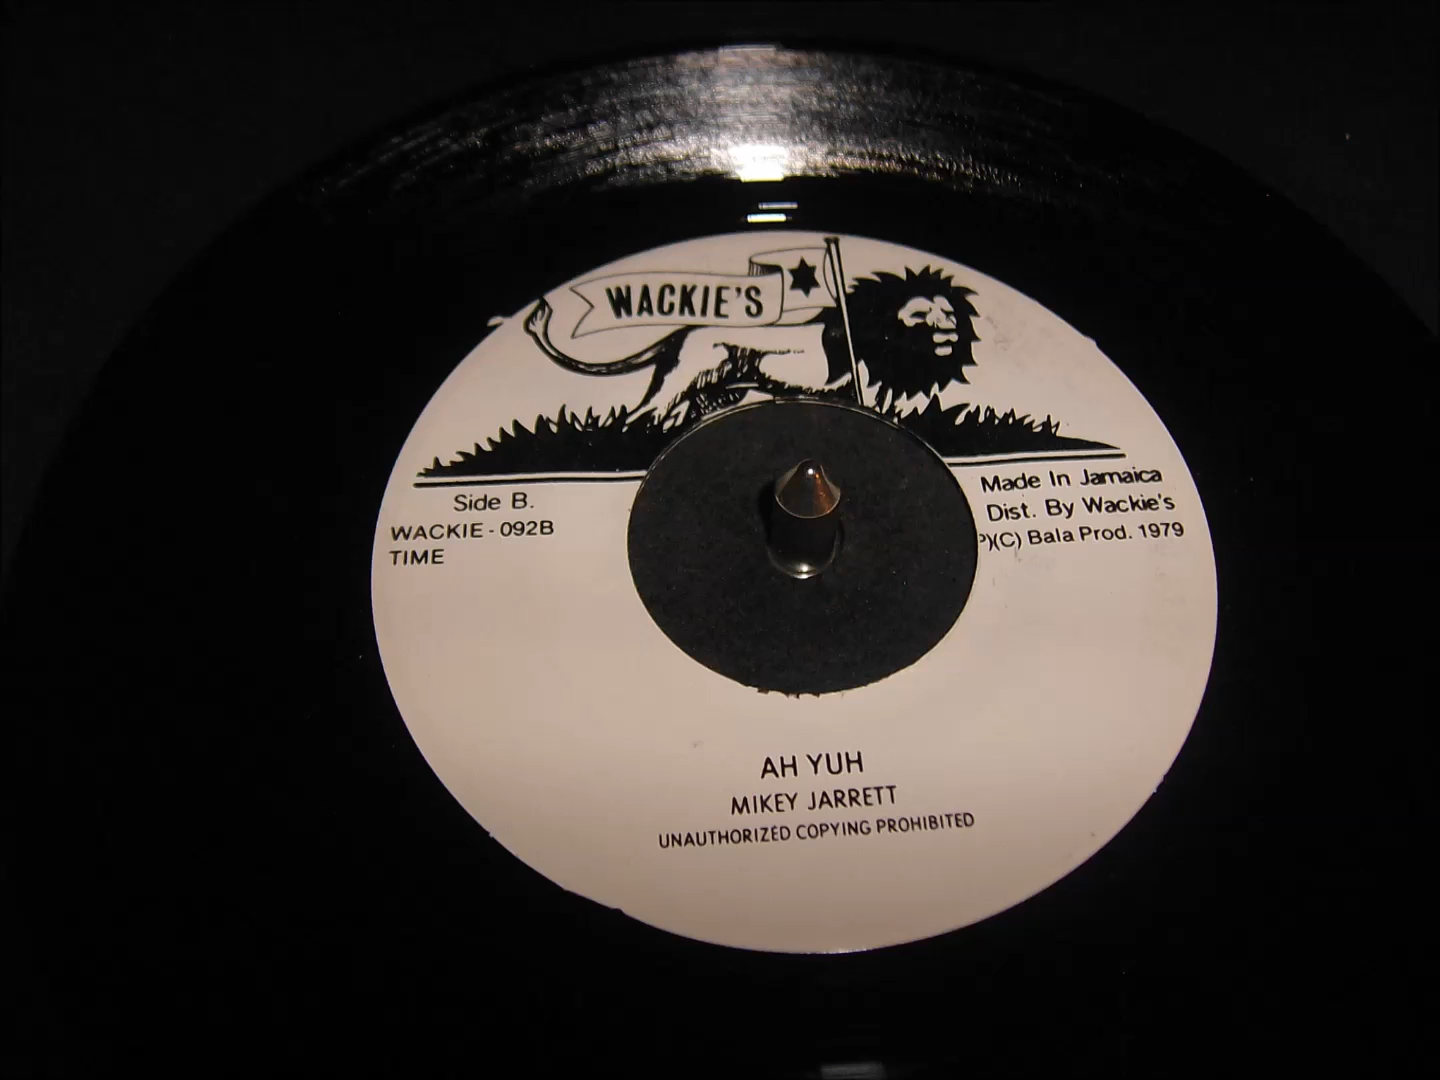 WACKIE'S
Side B.
WACKIE - 092B
TIME
Made In Jamaica
Dist. By Wackie's
P)(C) Bala Prod. 1979
AH YUH
MIKEY JARRETT
UNAUTHORIZED COPYING PROHIBITED